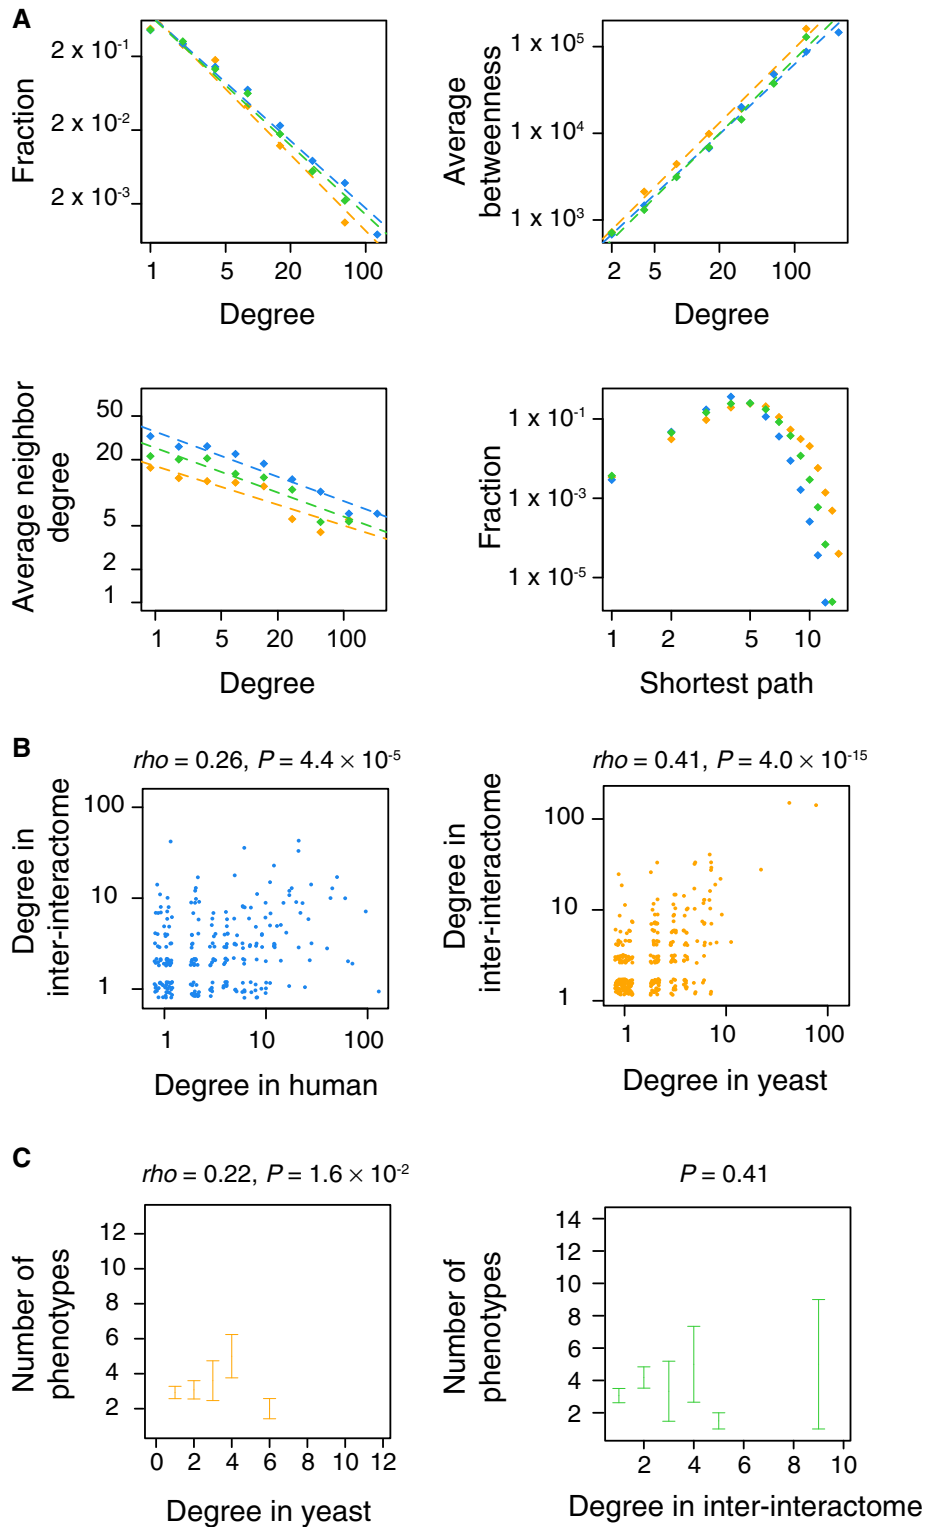 A
2 x 10-1
2 x 10-2
2 x 10-3
Fraction
1
5
20
100
Degree
1 x 105
1 x 104
1 x 103
Average
betweenness
2
5
20
100
Degree
50
20
5
2
1
Average neighbor
degree
1
5
20
100
Degree
1 x 10-1
1 x 10-3
1 x 10-5
Fraction
1
2
5
10
Shortest path
B
rho = 0.26, P = 4.4 × 10-5
100
10
1
Degree in
inter-interactome
1
10
100
Degree in human
rho = 0.41, P = 4.0 × 10-15
100
10
1
Degree in
inter-interactome
1
10
100
Degree in yeast
C
rho = 0.22, P = 1.6 × 10-2
12
10
8
6
4
2
Number of
phenotypes
0 2 4 6 8 10 12
Degree in yeast
P = 0.41
14
12
10
8
6
4
2
Number of
phenotypes
2 4 6 8 10
Degree in inter-interactome